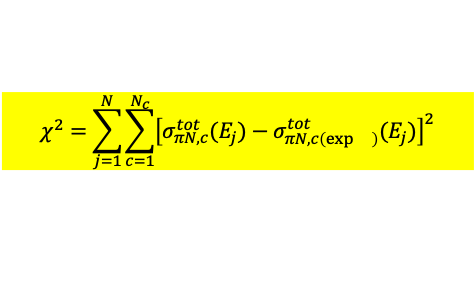 χ² = ∑_{j=1}^{N} ∑_{c=1}^{N_c} [σ_{πN,c}^{tot}(E_j) − σ_{πN,c(exp )}^{tot}(E_j)]²